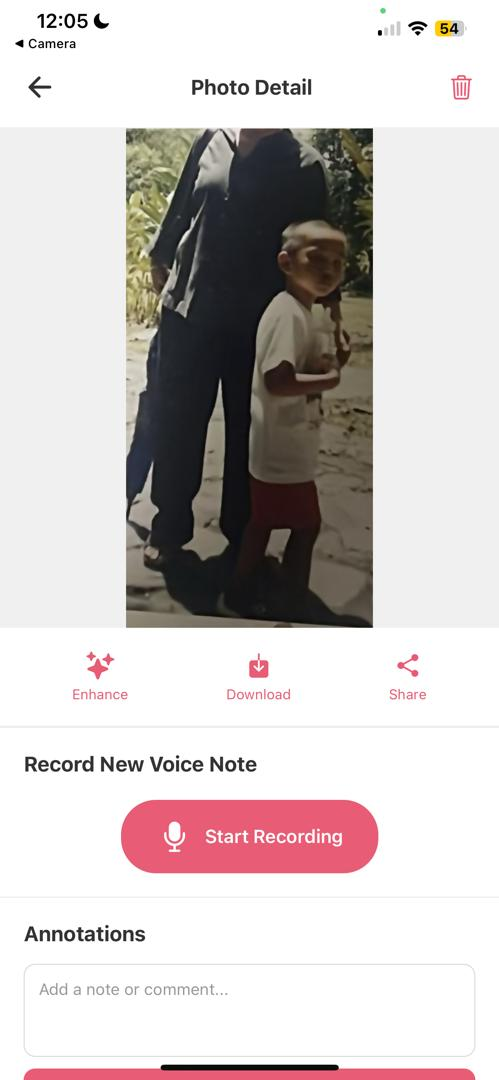 12:05
54
Camera
Photo Detail
Enhance
Download
Share
Record New Voice Note
Start Recording
Annotations
Add a note or comment...